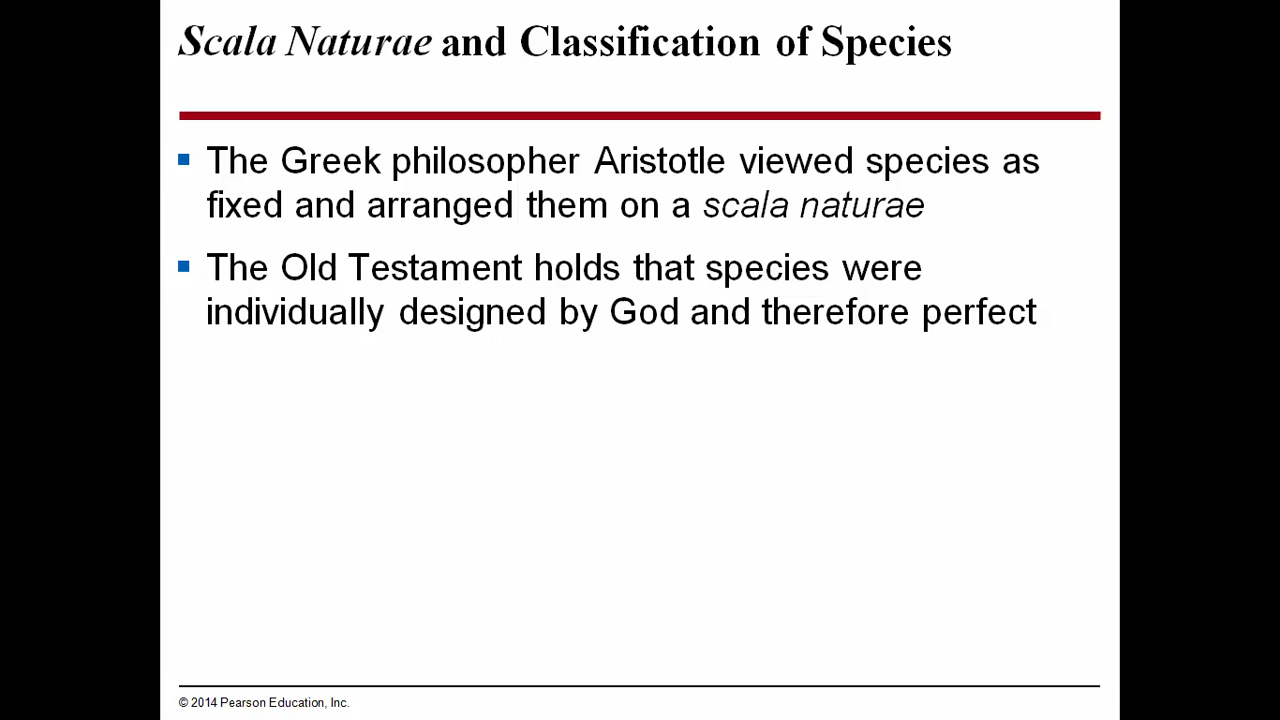 Scala Naturae and Classification of Species
The Greek philosopher Aristotle viewed species as
fixed and arranged them on a scala naturae
The Old Testament holds that species were
individually designed by God and therefore perfect
© 2014 Pearson Education, Inc.